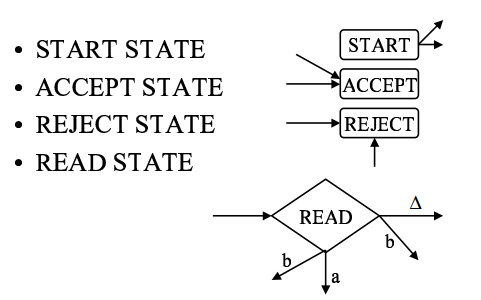 • START STATE
• ACCEPT STATE
• REJECT STATE
• READ STATE
START
ACCEPT
REJECT
READ
Δ
b
b
a